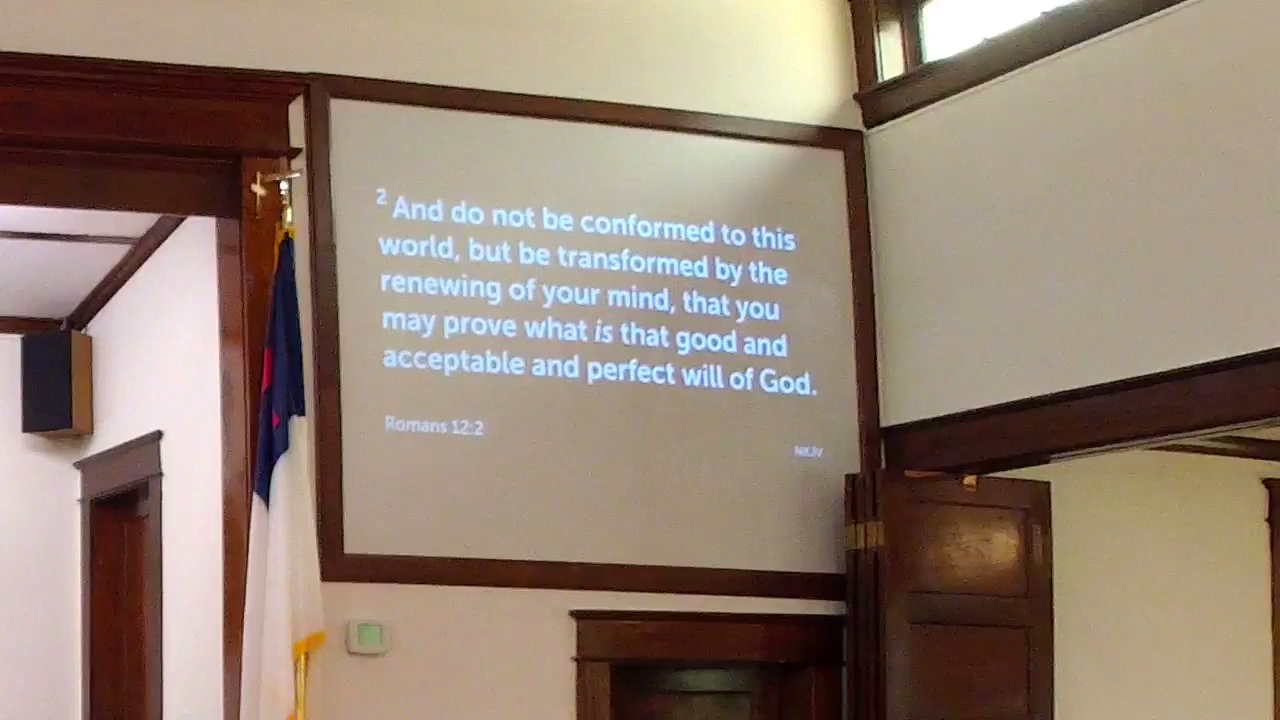 2 And do not be conformed to this
world, but be transformed by the
renewing of your mind, that you
may prove what is that good and
acceptable and perfect will of God.
Romans 12:2
NKJV